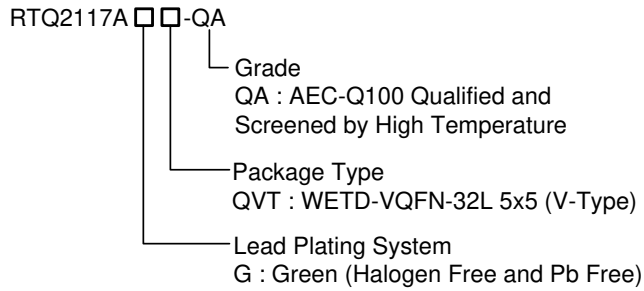 RTQ2117A□□-QA
Grade
QA : AEC-Q100 Qualified and
Screened by High Temperature
Package Type
QVT : WETD-VQFN-32L 5x5 (V-Type)
Lead Plating System
G : Green (Halogen Free and Pb Free)